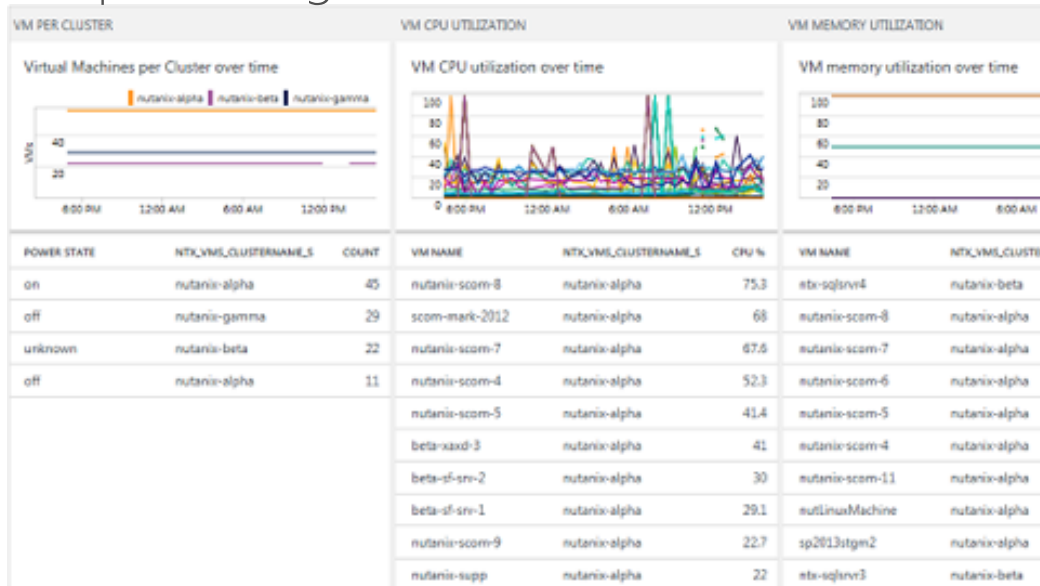 VM PER CLUSTER
Virtual Machines per Cluster over time
nutanix-alpha nutanix-beta nutanix-gamma
VMs
40
20
6:00 PM 12:00 AM 6:00 AM 12:00 PM
POWER STATE NTX_VMS_CLUSTERNAME_S COUNT
on nutanix-alpha 45
off nutanix-gamma 29
unknown nutanix-beta 22
off nutanix-alpha 11
VM CPU UTILIZATION
VM CPU utilization over time
100
80
60
40
20
0
6:00 PM 12:00 AM 6:00 AM 12:00 PM
VM NAME NTX_VMS_CLUSTERNAME_S CPU %
nutanix-scom-8 nutanix-alpha 75.3
scom-mark-2012 nutanix-alpha 68
nutanix-scom-7 nutanix-alpha 67.6
nutanix-scom-4 nutanix-alpha 52.3
nutanix-scom-5 nutanix-alpha 41.4
beta-xaxd-3 nutanix-alpha 41
beta-sf-srv-2 nutanix-alpha 30
beta-sf-srv-1 nutanix-alpha 29.1
nutanix-scom-9 nutanix-alpha 22.7
nutanix-supp nutanix-alpha 22
VM MEMORY UTILIZATION
VM memory utilization over time
100
80
60
40
20
6:00 PM 12:00 AM 6:00 AM
VM NAME NTX_VMS_CLUSTE
ntx-sqlsrvr4 nutanix-beta
nutanix-scom-8 nutanix-alpha
nutanix-scom-7 nutanix-alpha
nutanix-scom-6 nutanix-alpha
nutanix-scom-5 nutanix-alpha
nutanix-scom-4 nutanix-alpha
nutanix-scom-11 nutanix-alpha
nutLinuxMachine nutanix-alpha
sp2013stgm2 nutanix-alpha
ntx-sqlsrvr3 nutanix-beta